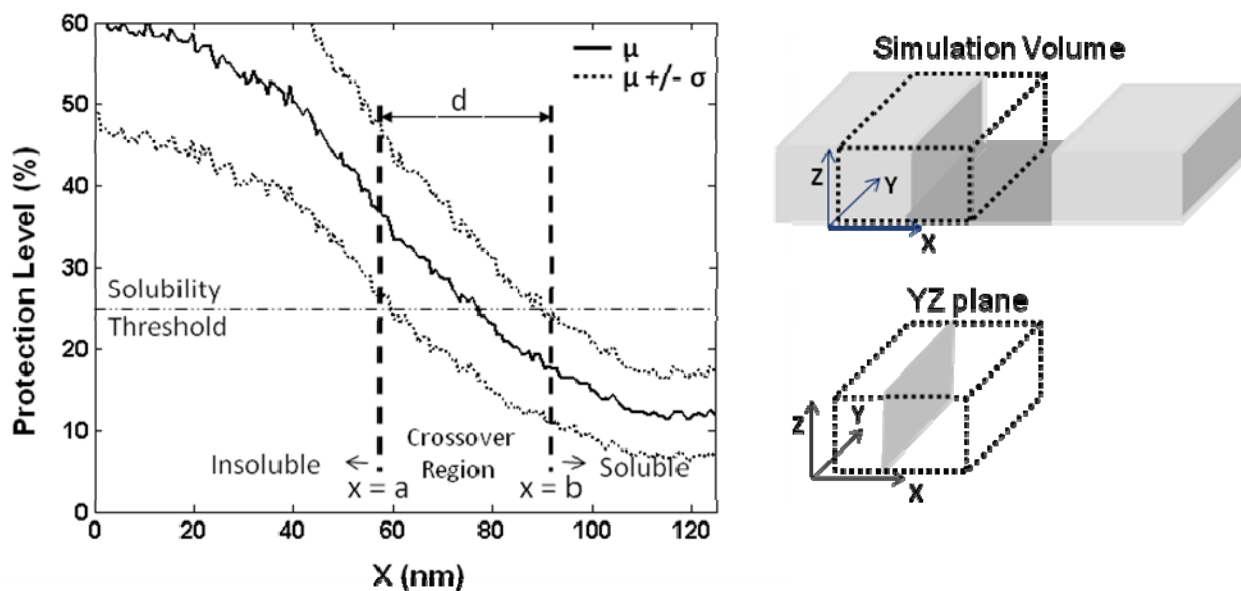 60
50
40
30
20
10
0
0
20
40
60
80
100
120
Protection Level (%)
X (nm)
μ
μ +/- σ
d
Solubility
Threshold
Crossover
Region
Insoluble ←
→ Soluble
x = a
x = b
Simulation Volume
Z
Y
X
YZ plane
Z
Y
X